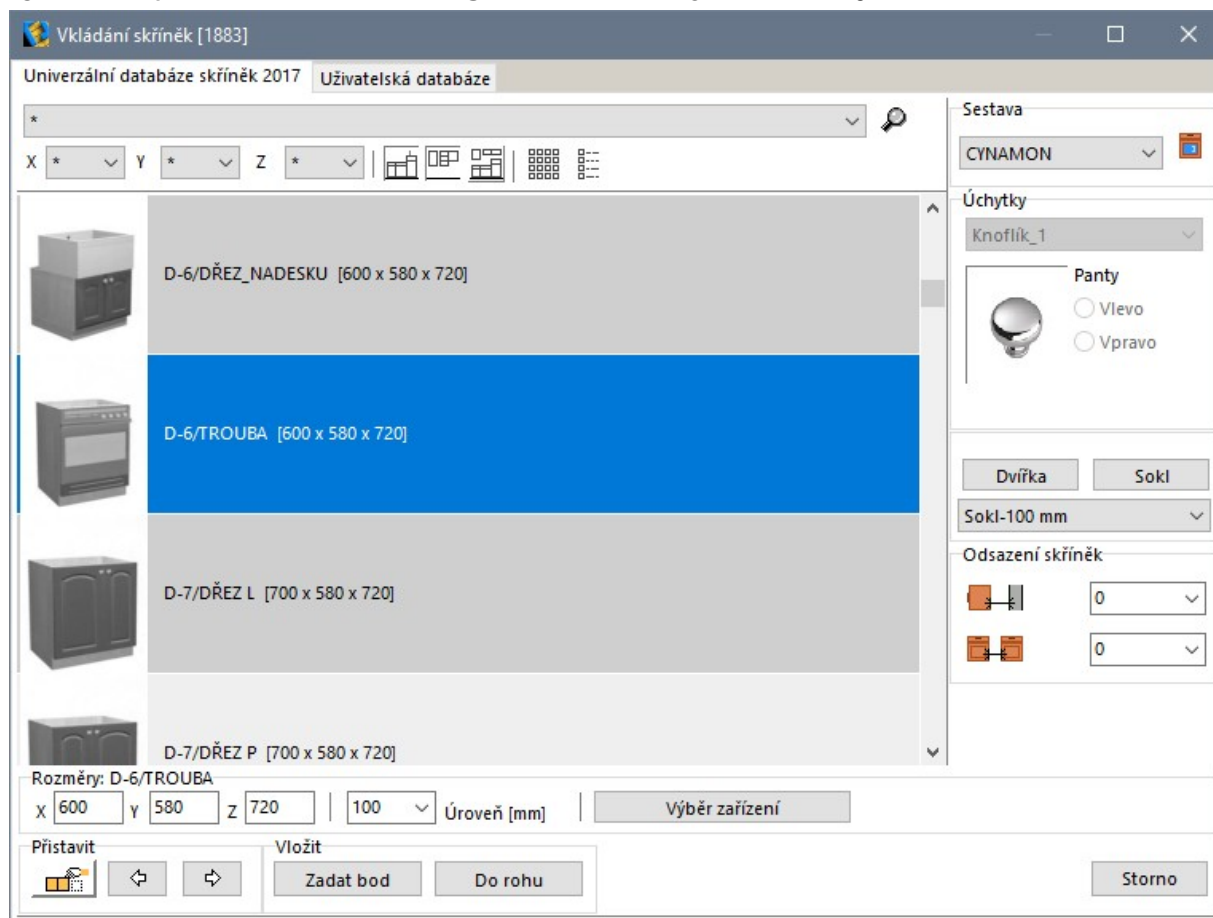 Vkládání skříněk [1883]
Univerzální databáze skříněk 2017 Uživatelská databáze
*
X * Y * Z *
D-6/DŘEZ_NADESKU [600 x 580 x 720]
D-6/TROUBA [600 x 580 x 720]
D-7/DŘEZ L [700 x 580 x 720]
D-7/DŘEZ P [700 x 580 x 720]
Sestava
CYNAMON
Úchytky
Knoflík_1
Panty
Vlevo
Vpravo
Dvířka Sokl
Sokl-100 mm
Odsazení skříněk
0
0
Rozměry: D-6/TROUBA
X 600 Y 580 Z 720 100 Úroveň [mm] Výběr zařízení
Přistavit Vložit
Zadat bod Do rohu Storno